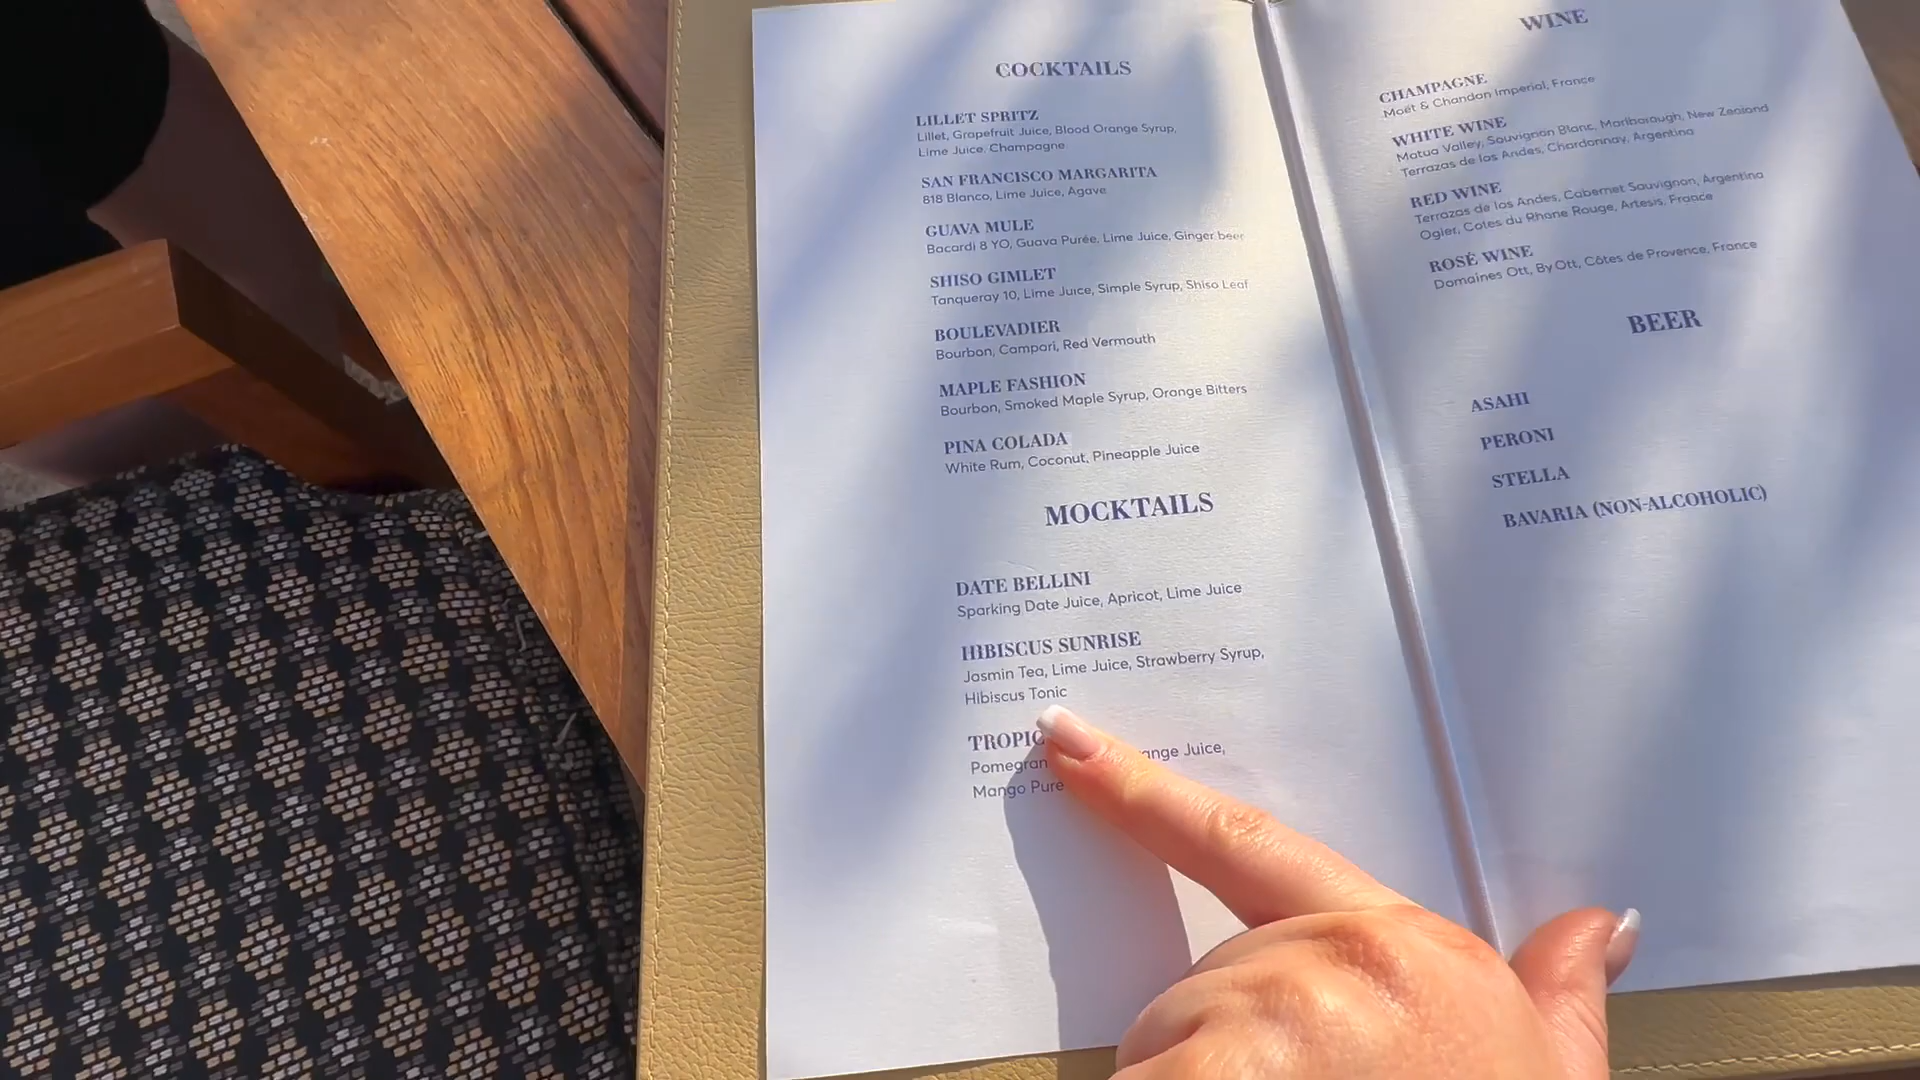 COCKTAILS
LILLET SPRITZ
Lillet, Grapefruit Juice, Blood Orange Syrup,
Lime Juice, Champagne
SAN FRANCISCO MARGARITA
818 Blanco, Lime Juice, Agave
GUAVA MULE
Bacardi 8 YO, Guava Purée, Lime Juice, Ginger beer
SHISO GIMLET
Tanqueray 10, Lime Juice, Simple Syrup, Shiso Leaf
BOULEVADIER
Bourbon, Campari, Red Vermouth
MAPLE FASHION
Bourbon, Smoked Maple Syrup, Orange Bitters
PINA COLADA
White Rum, Coconut, Pineapple Juice
MOCKTAILS
DATE BELLINI
Sparking Date Juice, Apricot, Lime Juice
HIBISCUS SUNRISE
Jasmin Tea, Lime Juice, Strawberry Syrup,
Hibiscus Tonic
Juice,
Mango
WINE
CHAMPAGNE
Moët & Chandon Imperial, France
WHITE WINE
Matua Valley, Sauvignon Blanc, Marlborough, New Zealand
Terrazas de los Andes, Chardonnay, Argentina
RED WINE
Terrazas de los Andes, Cabernet Sauvignon, Argentina
Ogier, Cotes du Rhone Rouge, Artesis, France
ROSÉ WINE
Domaines Ott, By Ott, Côtes de Provence, France
BEER
ASAHI
PERONI
STELLA
BAVARIA (NON-ALCOHOLIC)